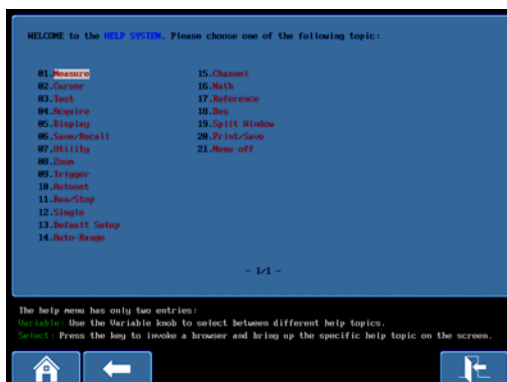 WELCOME to the HELP SYSTEM. Please choose one of the following topic:
01.Measure
02.Cursor
03.Test
04.Acquire
05.Display
06.Save/Recall
07.Utility
08.Zoom
09.Trigger
10.Autoset
11.Run/Stop
12.Single
13.Default Setup
14.Auto-Range
15.Channel
16.Math
17.Reference
18.Bus
19.Split Window
20.Print/Save
21.Menu off
- 1/1 -
The help menu has only two entries:
Variable: Use the Variable knob to select between different help topics.
Select: Press the key to invoke a browser and bring up the specific help topic on the screen.